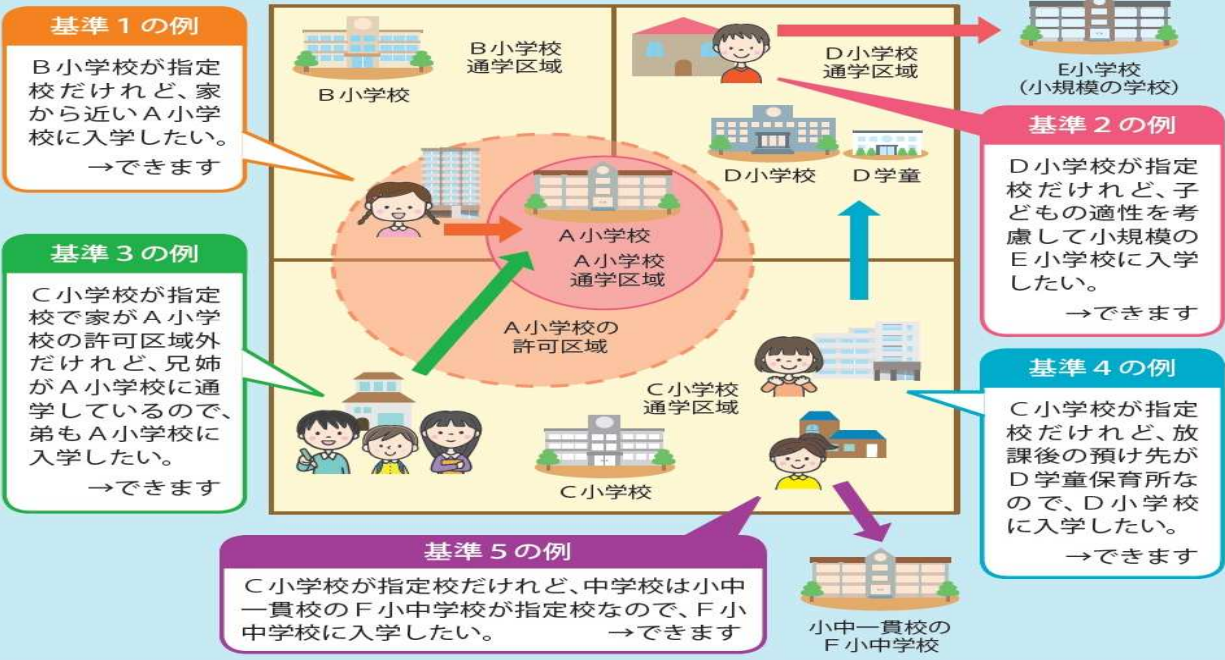 基準1の例
B小学校が指定
校だけれど、家
から近いA小学
校に入学したい。
→できます
B小学校
B小学校
通学区域
D小学校
通学区域
E小学校
(小規模の学校)
基準2の例
D小学校が指定
校だけれど、子
どもの適性を考
慮して小規模の
E小学校に入学
したい。
→できます
D小学校
D学童
A小学校
A小学校
通学区域
A小学校の
許可区域
基準3の例
C小学校が指定
校で家がA小学
校の許可区域外
だけれど、兄姉
がA小学校に通
学しているので、
弟もA小学校に
入学したい。
→できます
C小学校
通学区域
C小学校
基準4の例
C小学校が指定
校だけれど、放
課後の預け先が
D学童保育所な
ので、D小学校
に入学したい。
→できます
基準5の例
C小学校が指定校だけれど、中学校は小中
一貫校のF小中学校が指定校なので、F小
中学校に入学したい。 →できます
小中一貫校の
F小中学校